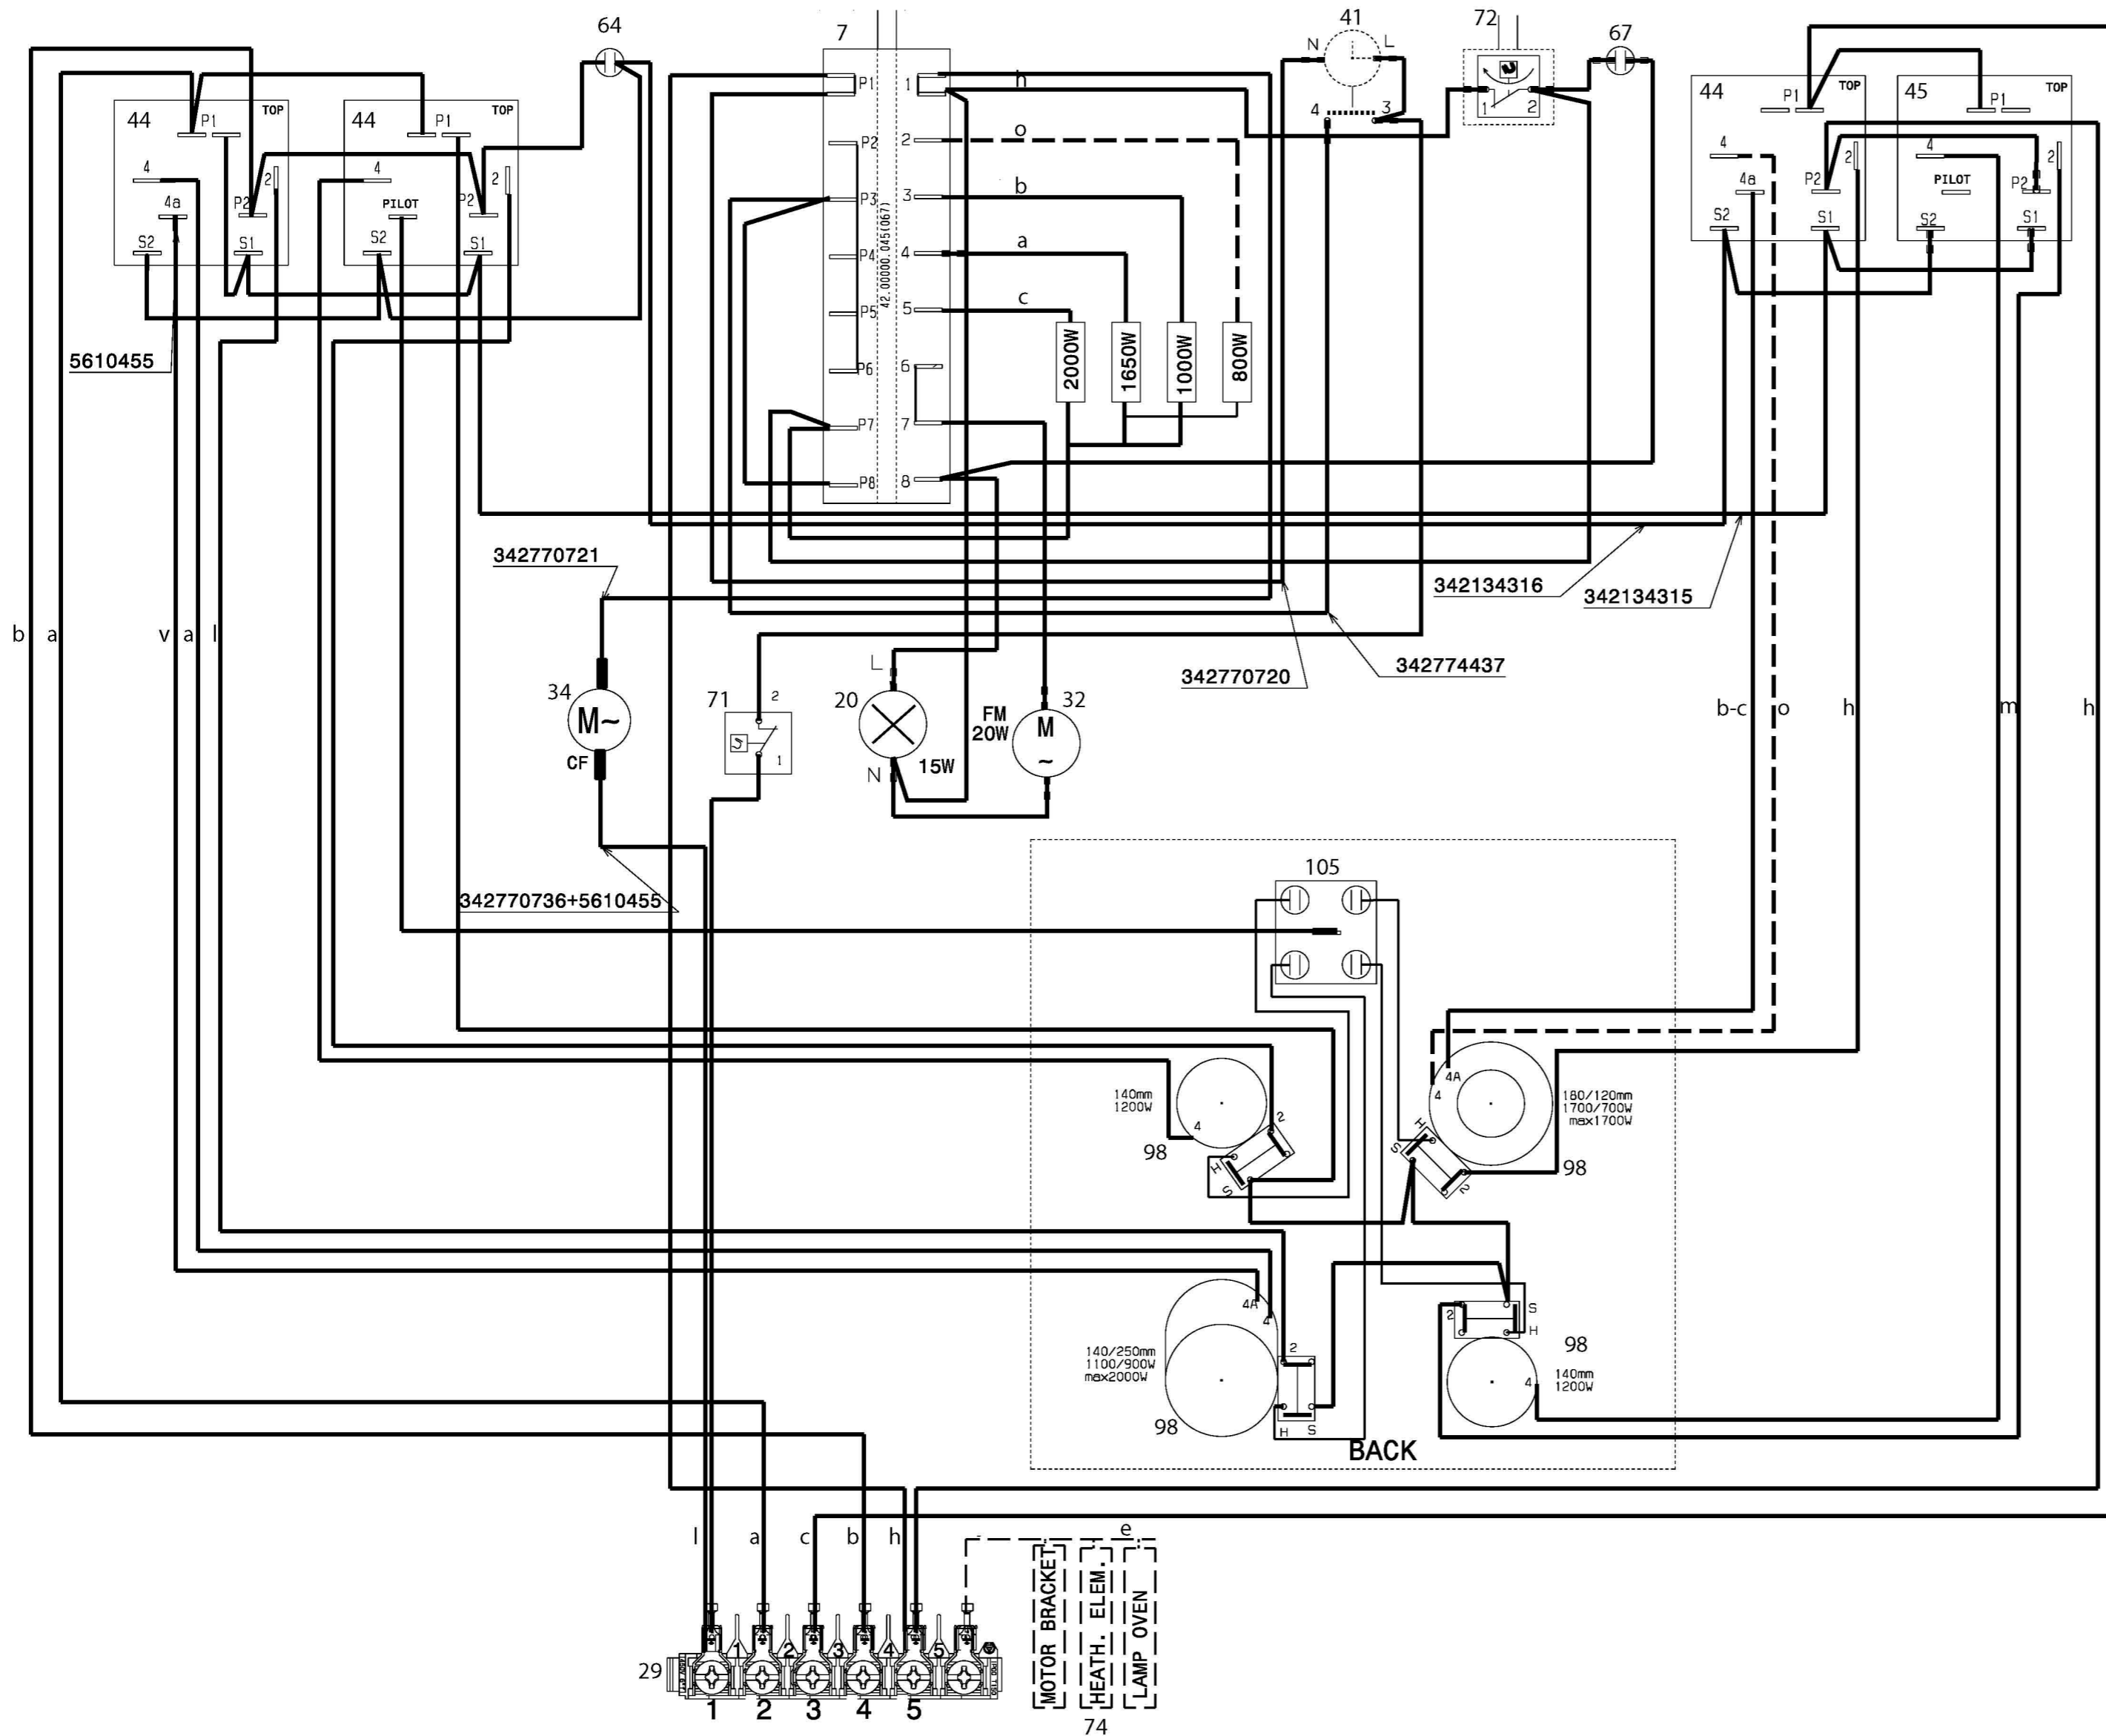 64
7
41
72
67
N
L
44
P1
TOP
4
4a
2
P2
S2
S1
5610455
44
P1
TOP
4
PILOT
2
P2
S2
S1
P1
P2
P3
P4
P5
P6
P7
P8
42.00000.045(067)
1
2
3
4
5
6
7
8
h
o
b
a
c
2000W
1650W
1000W
800W
4
3
1
2
44
P1
TOP
4
4a
2
P2
S2
S1
45
P1
TOP
4
PILOT
2
P2
S2
S1
342770721
342134316
342134315
342770720
342774437
b
a
v
a
l
b-c
o
h
m
h
34
M~
CF
71
2
1
20
L
N
15W
FM
20W
32
M
~
342770736+5610455
105
140mm
1200W
4
2
H
S
98
4A
4
180/120mm
1700/700W
max1700W
H
S
2
98
140/250mm
1100/900W
max2000W
4A
4
2
H
S
98
2
S
H
98
4
140mm
1200W
BACK
l
a
c
b
h
e
29
1
2
3
4
5
1
2
3
4
5
MOTOR BRACKET
HEATH. ELEM.
LAMP OVEN
74